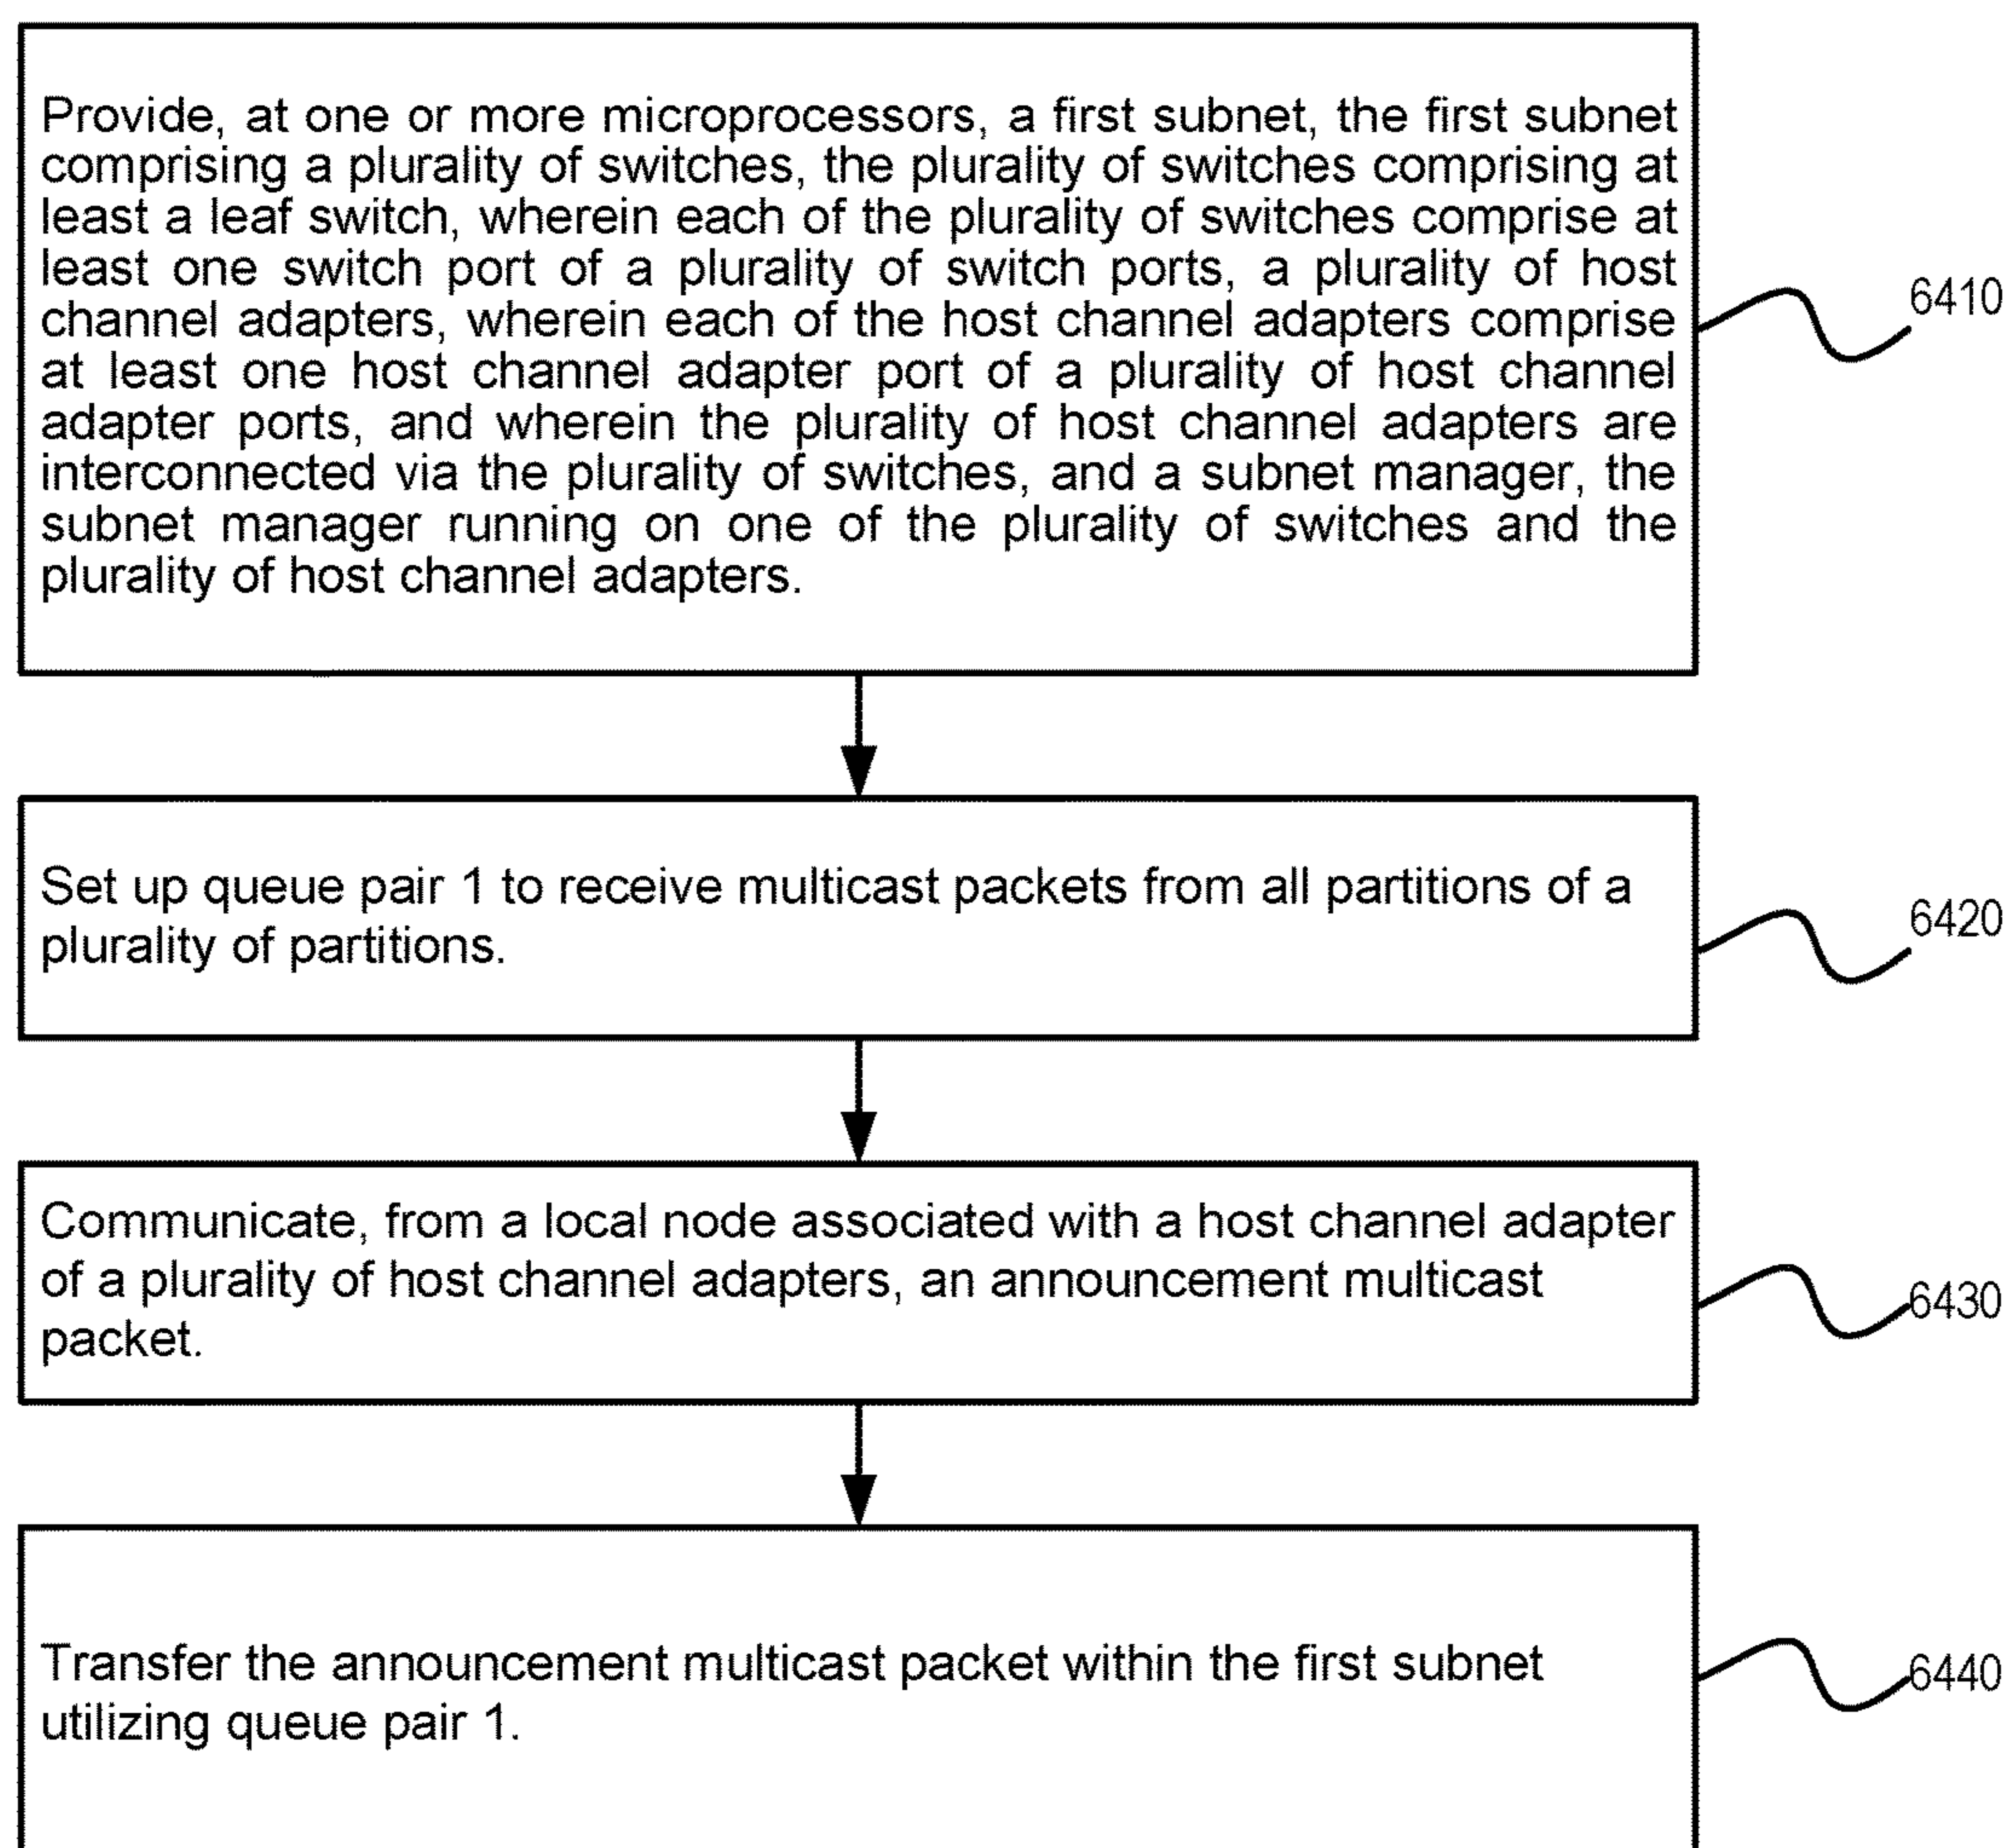 Provide, at one or more microprocessors, a first subnet, the first subnet
comprising a plurality of switches, the plurality of switches comprising at
least a leaf switch, wherein each of the plurality of switches comprise at
least one switch port of a plurality of switch ports, a plurality of host
channel adapters, wherein each of the host channel adapters comprise
at least one host channel adapter port of a plurality of host channel
adapter ports, and wherein the plurality of host channel adapters are
interconnected via the plurality of switches, and a subnet manager, the
subnet manager running on one of the plurality of switches and the
plurality of host channel adapters.
6410
Set up queue pair 1 to receive multicast packets from all partitions of a
plurality of partitions.
6420
Communicate, from a local node associated with a host channel adapter
of a plurality of host channel adapters, an announcement multicast
packet.
6430
Transfer the announcement multicast packet within the first subnet
utilizing queue pair 1.
6440